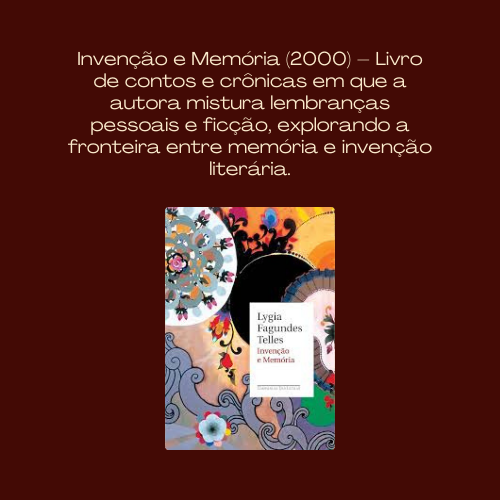 Invenção e Memória (2000) – Livro
de contos e crônicas em que a
autora mistura lembranças
pessoais e ficção, explorando a
fronteira entre memória e invenção
literária.
Lygia
Fagundes
Telles
Invenção
e Memória